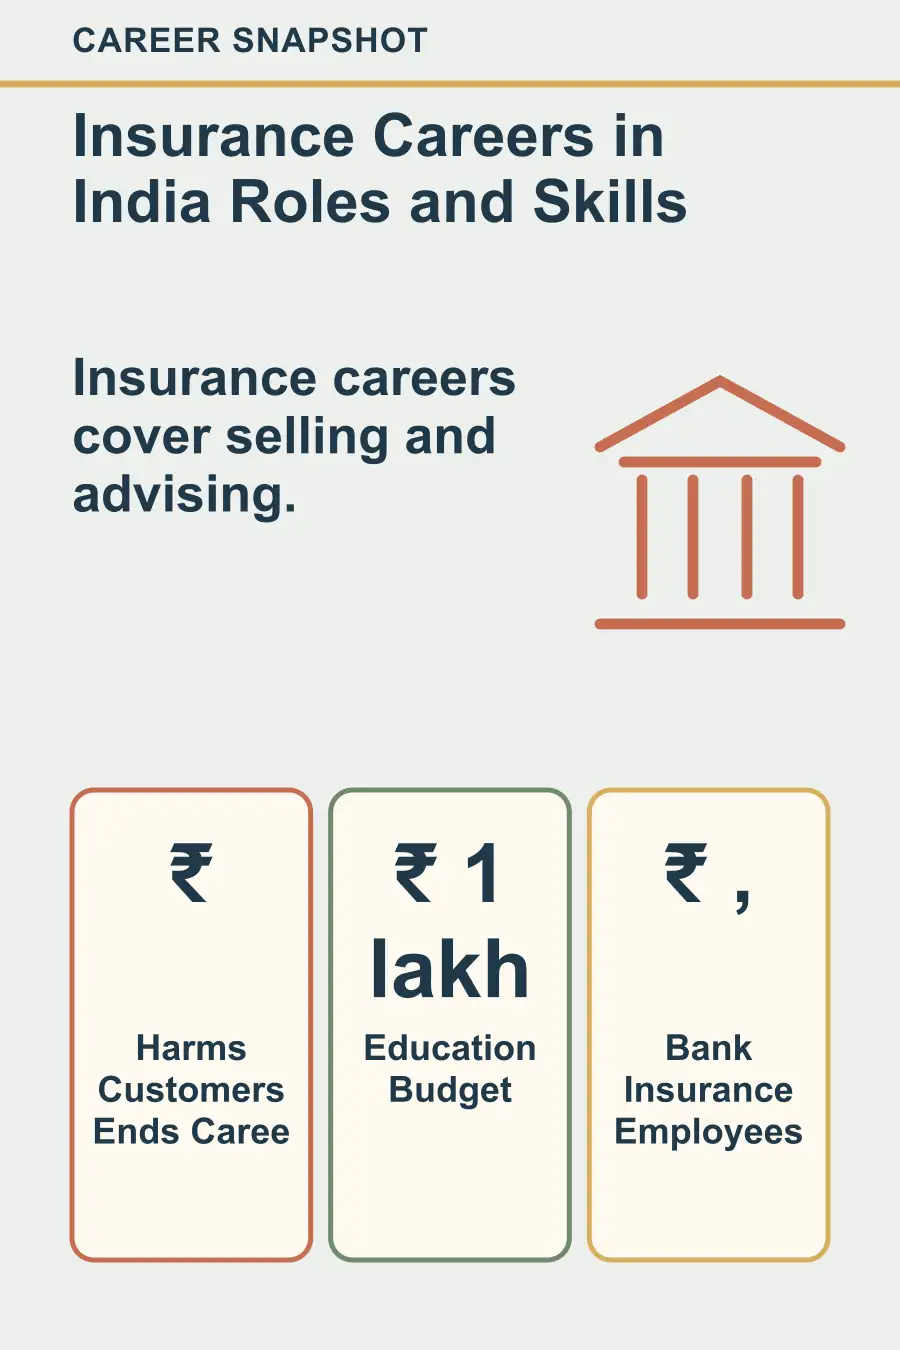 CAREER SNAPSHOT
Insurance Careers in
India Roles and Skills
Insurance careers
cover selling and
advising.
₹
Harms
Customers
Ends Caree
₹ 1
lakh
Education
Budget
₹ ,
Bank
Insurance
Employees